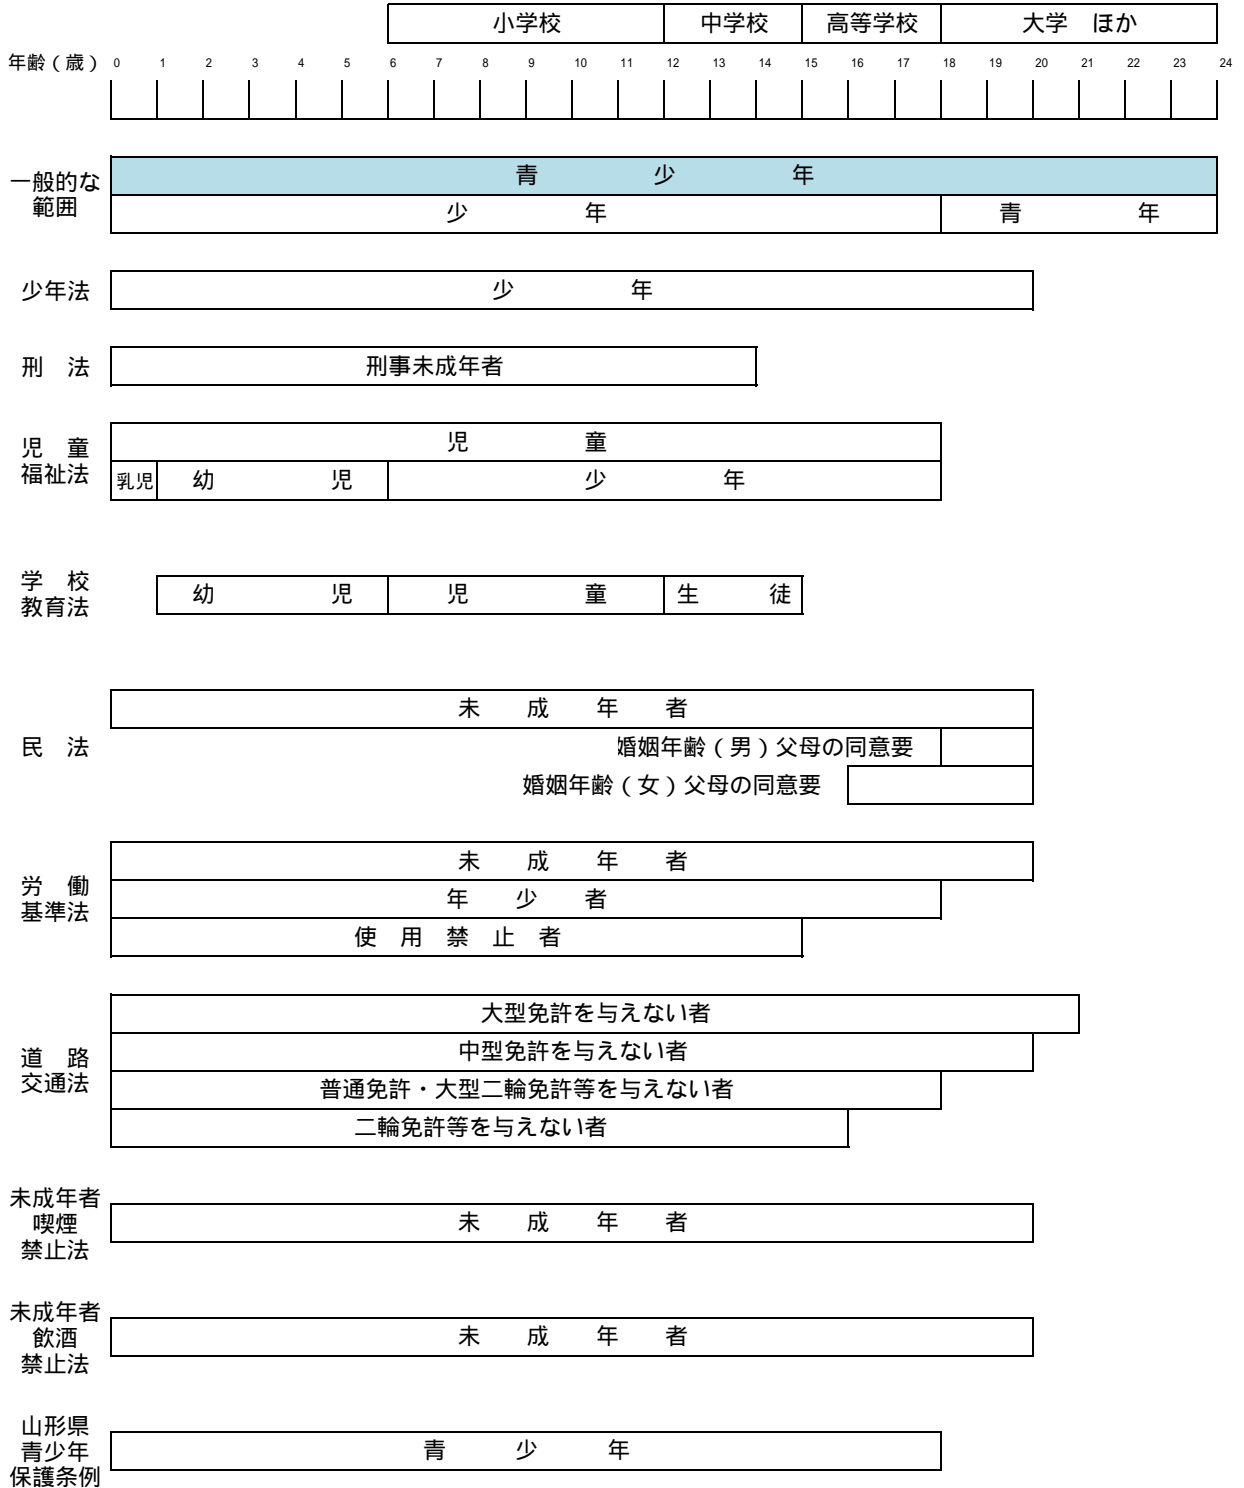 小学校 中学校 高等学校 大学 ほか
年齢(歳) 0 1 2 3 4 5 6 7 8 9 10 11 12 13 14 15 16 17 18 19 20 21 22 23 24
一般的な
範囲
青少年
少年 青年
少年法
少年
刑 法
刑事未成年者
児 童
福祉法
児童
乳児 幼児 少年
学 校
教育法
幼児 児童 生徒
民 法
未成年者
婚姻年齢(男)父母の同意要
婚姻年齢(女)父母の同意要
労 働
基準法
未成年者
年少者
使用禁止者
道 路
交通法
大型免許を与えない者
中型免許を与えない者
普通免許・大型二輪免許等を与えない者
二輪免許等を与えない者
未成年者
喫煙
禁止法
未成年者
未成年者
飲酒
禁止法
未成年者
山形県
青少年
保護条例
青少年